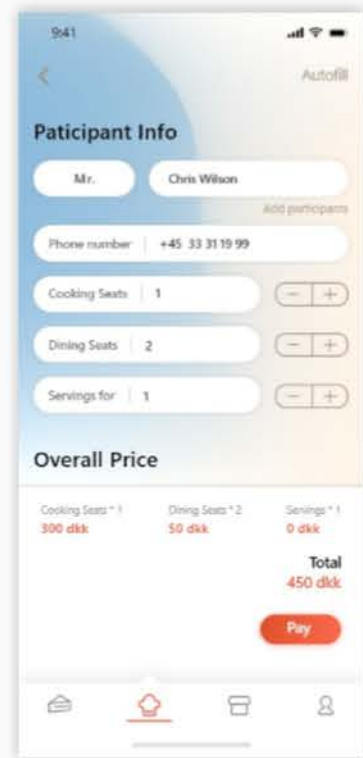 9:41
Autofill
Paticipant Info
Mr. Chris Wilson
Add participants
Phone number +45 33 31 19 99
Cooking Seats 1
Dining Seats 2
Servings for 1
Overall Price
Cooking Seats * 1 Dining Seats * 2 Servings * 1
300 dkk 50 dkk 0 dkk
Total
450 dkk
Pay